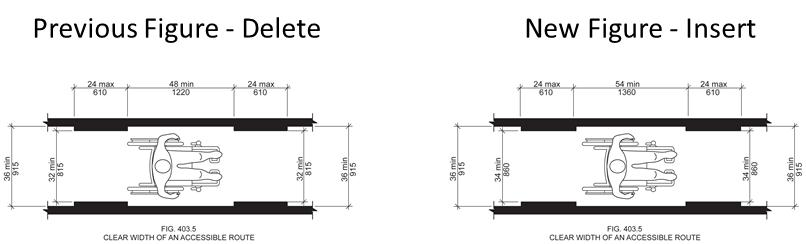 Previous Figure - Delete
24 max 48 min 24 max
610 1220 610
36 min
915
32 min
815
32 min
815
36 min
915
FIG. 403.5
CLEAR WIDTH OF AN ACCESSIBLE ROUTE
New Figure - Insert
24 max 54 min 24 max
610 1360 610
36 min
915
34 min
860
34 min
860
36 min
915
FIG. 403.5
CLEAR WIDTH OF AN ACCESSIBLE ROUTE